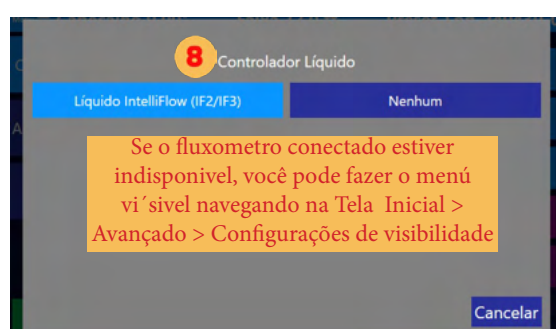 8 Controlador Líquido
Líquido IntelliFlow (IF2/IF3) Nenhum
Se o fluxometro conectado estiver
indisponivel, você pode fazer o menú
vi´sivel navegando na Tela Inicial >
Avançado > Configurações de visibilidade
Cancelar